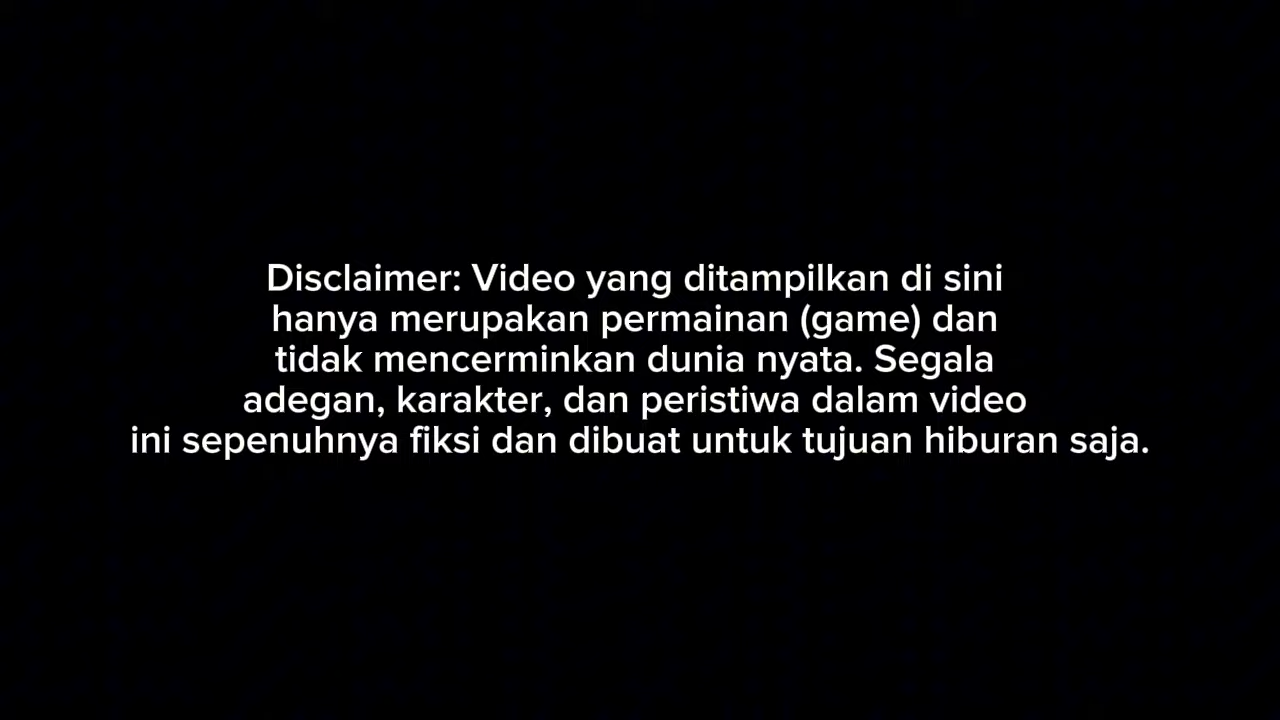 Disclaimer: Video yang ditampilkan di sini
hanya merupakan permainan (game) dan
tidak mencerminkan dunia nyata. Segala
adegan, karakter, dan peristiwa dalam video
ini sepenuhnya fiksi dan dibuat untuk tujuan hiburan saja.